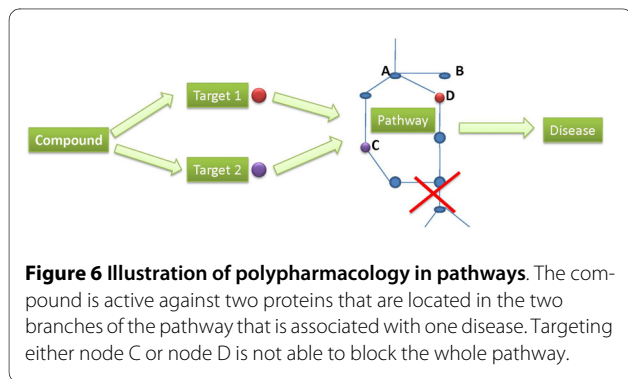 Target 1
A
B
D
Compound
Pathway
Disease
C
Target 2
Figure 6 Illustration of polypharmacology in pathways. The com-
pound is active against two proteins that are located in the two
branches of the pathway that is associated with one disease. Targeting
either node C or node D is not able to block the whole pathway.